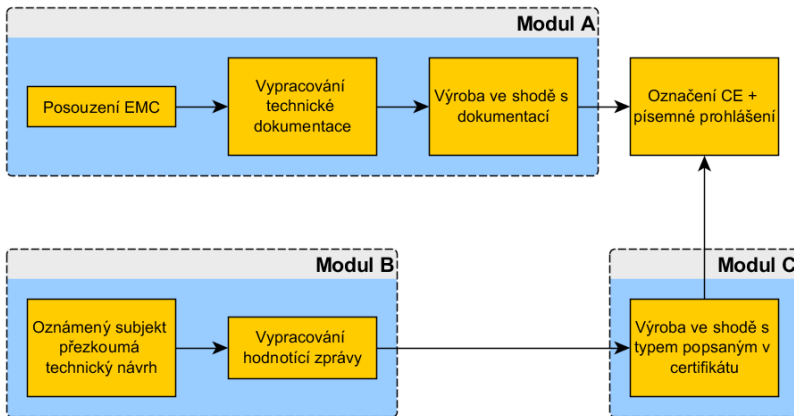 Modul A
Posouzení EMC
Vypracování
technické
dokumentace
Výroba ve shodě s
dokumentací
Označení CE +
písemné prohlášení
Modul B
Oznámený subjekt
přezkoumá
technický návrh
Vypracování
hodnotící zprávy
Modul C
Výroba ve shodě s
typem popsaným v
certifikátu